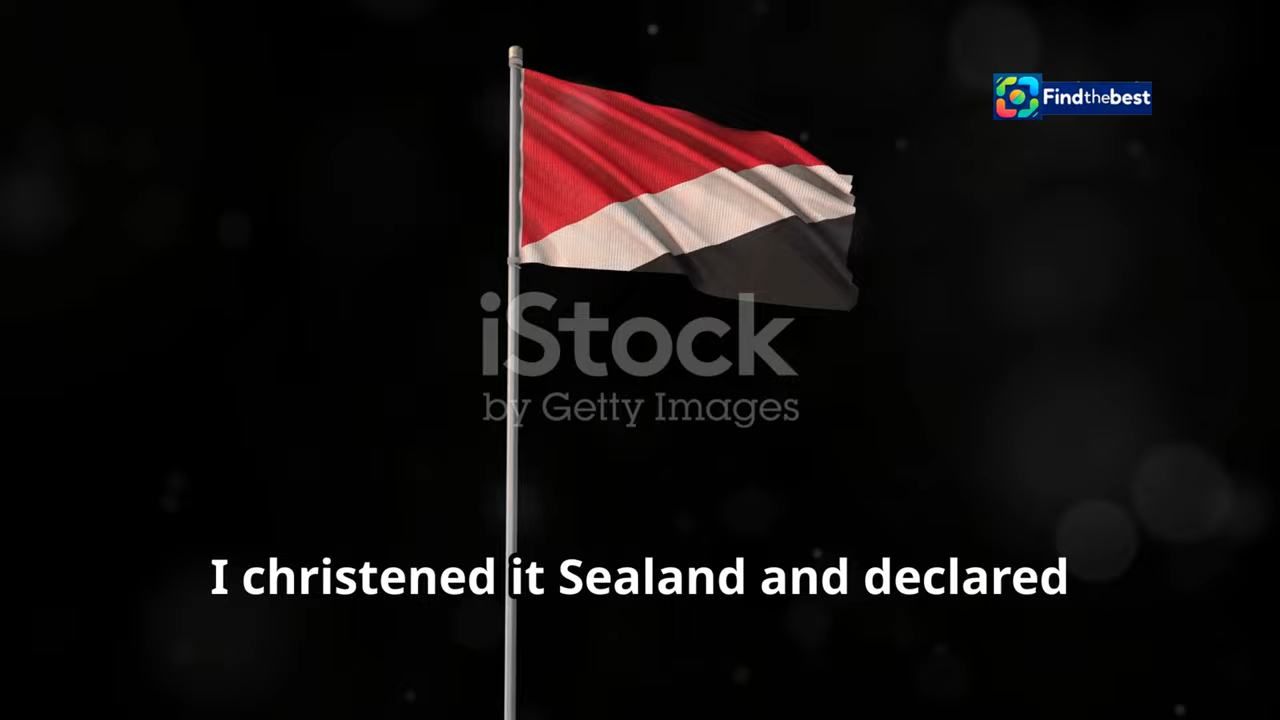 Findthebest
iStock
by Getty Images
I christened it Sealand and declared